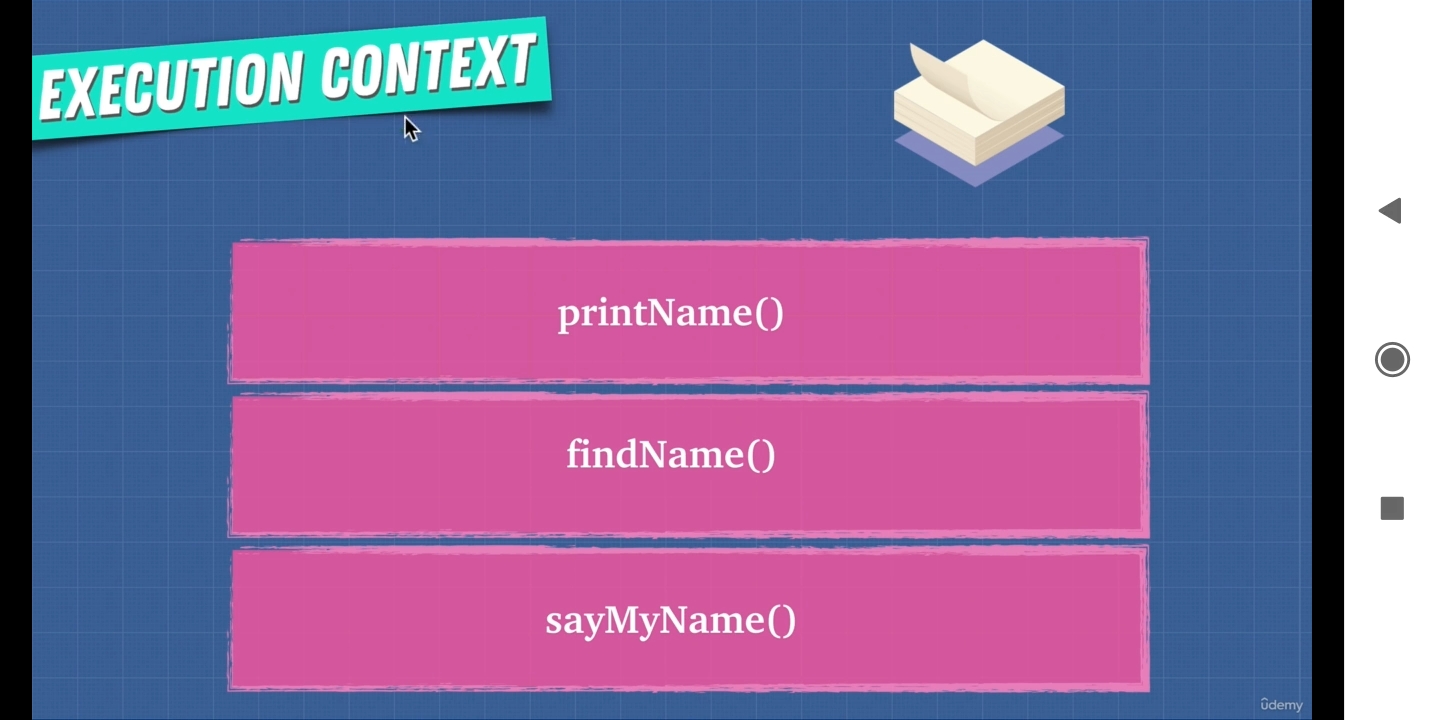 EXECUTION CONTEXT
printName()
findName()
sayMyName()
ûdemy